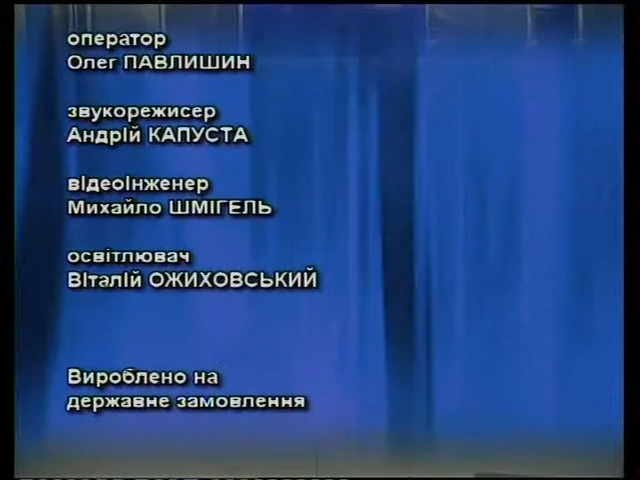 оператор
Олег ПАВЛИШИН
звукорежисер
Андрій КАПУСТА
відеоінженер
Михайло ШМІГЕЛЬ
освітлювач
Віталій ОЖИХОВСЬКИЙ
Вироблено на
державне замовлення